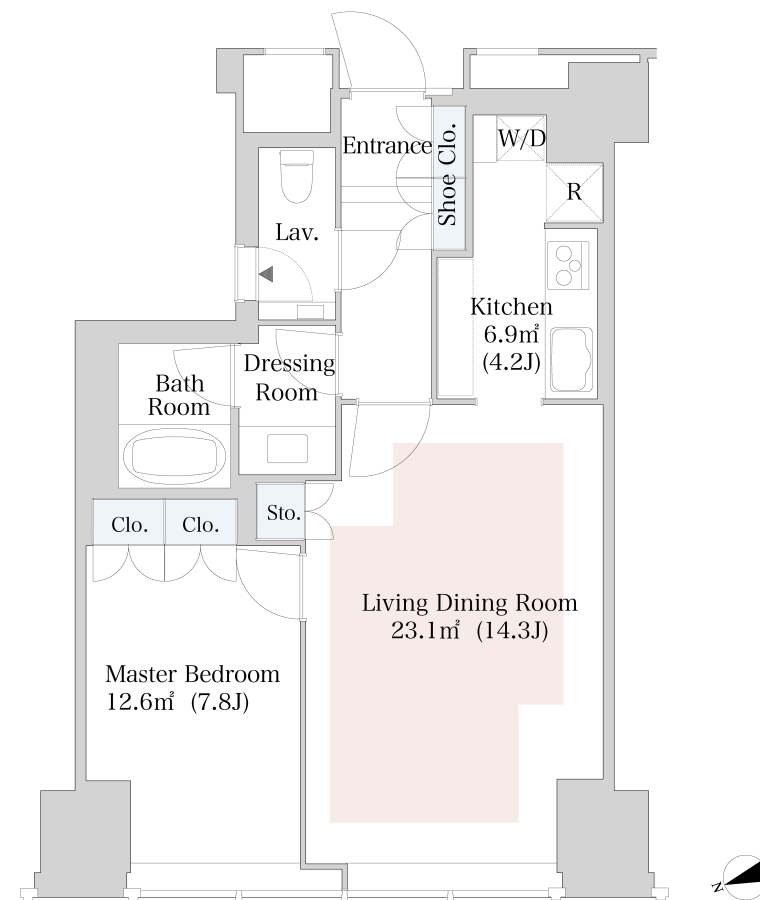 W/D
Entrance
Shoe Clo.
R
Lav.
Kitchen
6.9㎡
(4.2J)
Dressing
Room
Bath
Room
Clo.
Clo.
Sto.
Living Dining Room
23.1㎡ (14.3J)
Master Bedroom
12.6㎡ (7.8J)
N